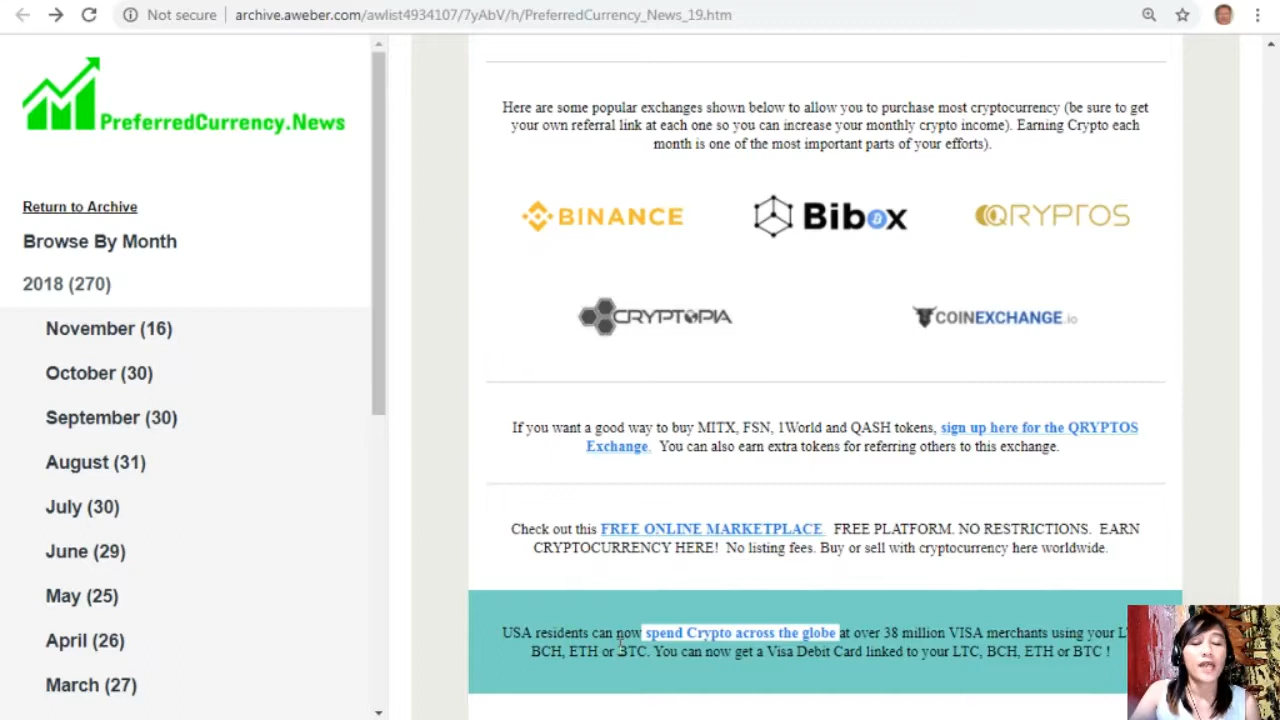 Not secure
archive.aweber.com/awlist4934107/7yAbV/h/PreferredCurrency_News_19.htm
PreferredCurrency.News
Return to Archive
Browse By Month
2018 (270)
November (16)
October (30)
September (30)
August (31)
July (30)
June (29)
May (25)
April (26)
March (27)
Here are some popular exchanges shown below to allow you to purchase most cryptocurrency (be sure to get
your own referral link at each one so you can increase your monthly crypto income). Earning Crypto each
month is one of the most important parts of your efforts).
BINANCE
Bibox
QRYPTOS
CRYPTOPIA
COINEXCHANGE.io
If you want a good way to buy MITX, FSN, 1World and QASH tokens, sign up here for the QRYPTOS
Exchange. You can also earn extra tokens for referring others to this exchange.
Check out this FREE ONLINE MARKETPLACE FREE PLATFORM. NO RESTRICTIONS. EARN
CRYPTOCURRENCY HERE! No listing fees. Buy or sell with cryptocurrency here worldwide.
USA residents can now spend Crypto across the globe at over 38 million VISA merchants using your
BCH, ETH or BTC. You can now get a Visa Debit Card linked to your LTC, BCH, ETH or BTC !